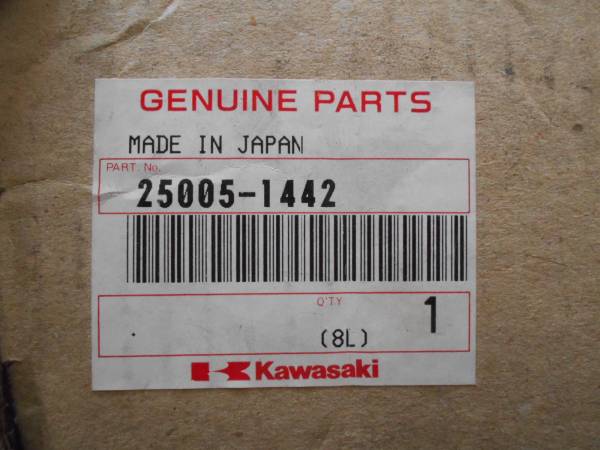 GENUINE PARTS
MADE IN JAPAN
PART. No.
25005-1442
Q'TY 1
(8L)
Kawasaki